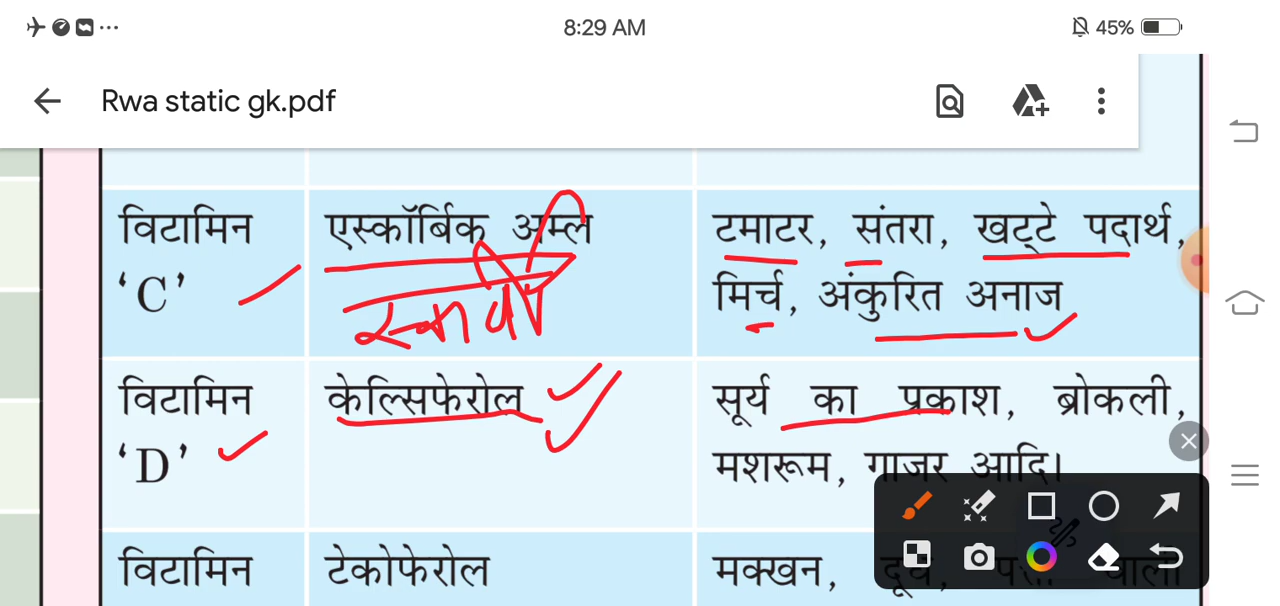 8:29 AM
45%
Rwa static gk.pdf
विटामिन
'C'
एस्कॉर्बिक अम्ल
टमाटर, संतरा, खट्टे पदार्थ,
मिर्च, अंकुरित अनाज
विटामिन
'D'
केल्सिफेरोल
सूर्य का प्रकाश, ब्रोकली,
मशरूम, गाजर आदि।
विटामिन
टेकोफेरोल
मक्खन, दूध,